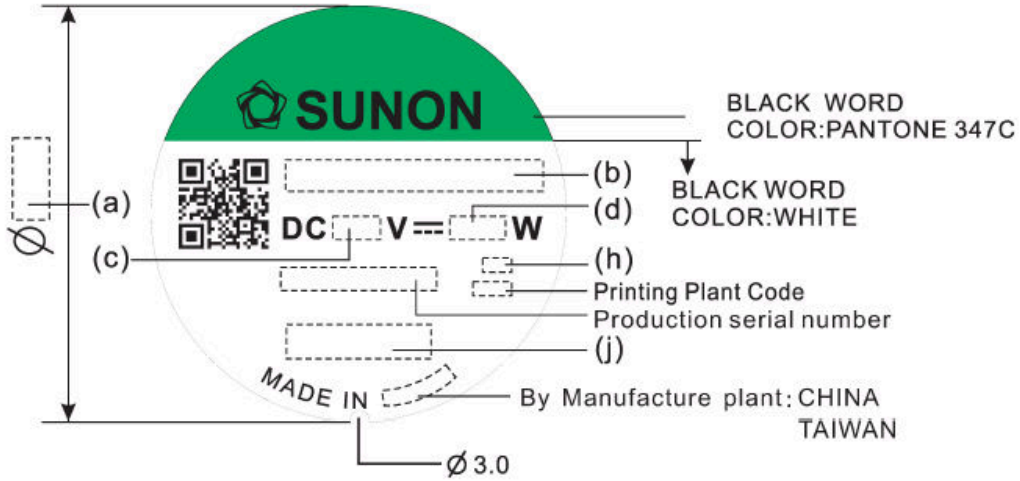 SUNON
BLACK WORD
COLOR:PANTONE 347C
BLACK WORD
COLOR:WHITE
(a)
(b)
DC V W
(d)
(c)
(h)
Printing Plant Code
Production serial number
(j)
MADE IN
By Manufacture plant: CHINA
TAIWAN
Ø
Ø 3.0